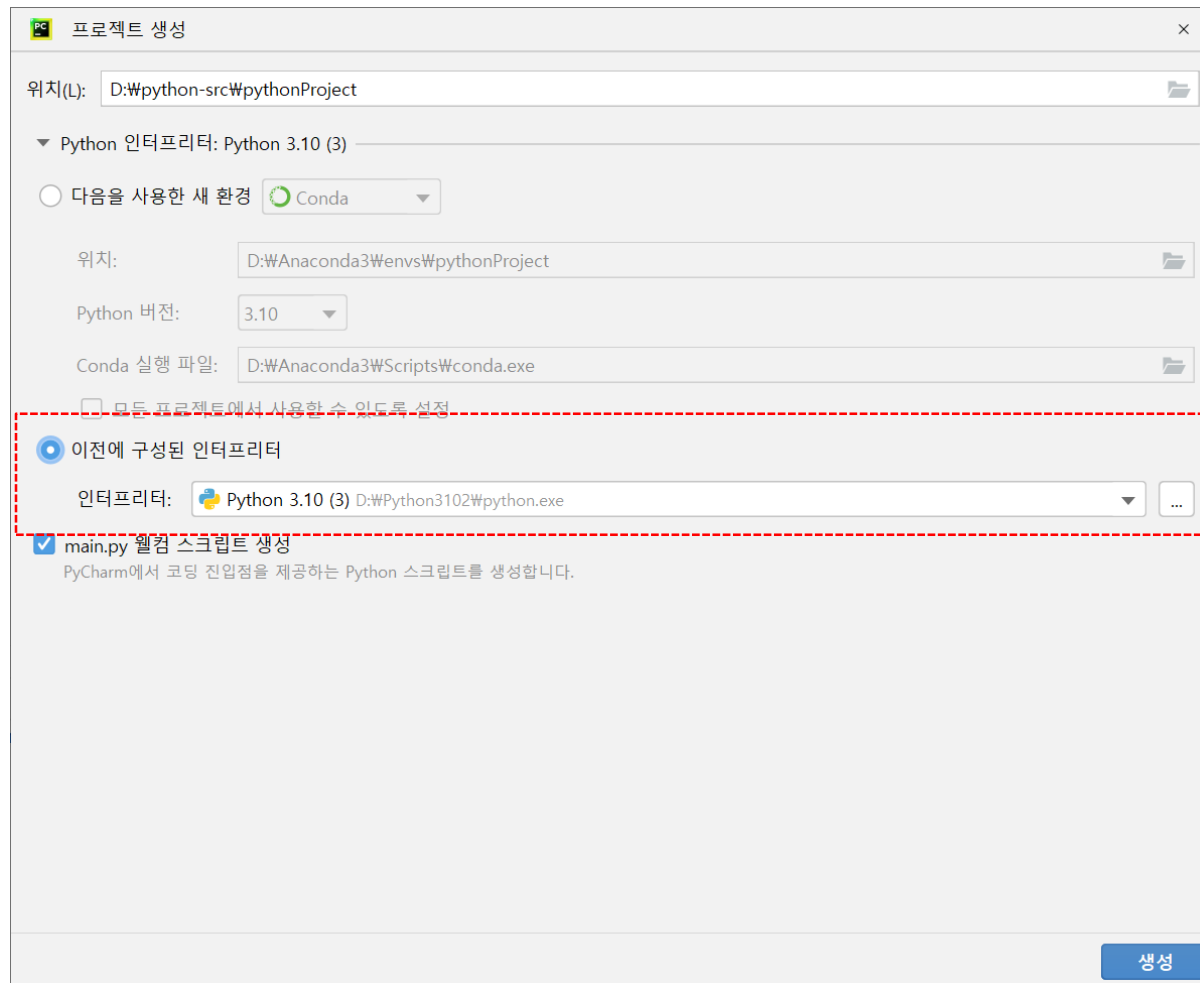 프로젝트 생성
위치(L): D:₩python-src₩pythonProject
Python 인터프리터: Python 3.10 (3)
다음을 사용한 새 환경 Conda
위치: D:₩Anaconda3₩envs₩pythonProject
Python 버전: 3.10
Conda 실행 파일: D:₩Anaconda3₩Scripts₩conda.exe
모든 프로젝트에서 사용할 수 있도록 설정
이전에 구성된 인터프리터
인터프리터: Python 3.10 (3) D:₩Python3102₩python.exe ...
main.py 웰컴 스크립트 생성
PyCharm에서 코딩 진입점을 제공하는 Python 스크립트를 생성합니다.
생성